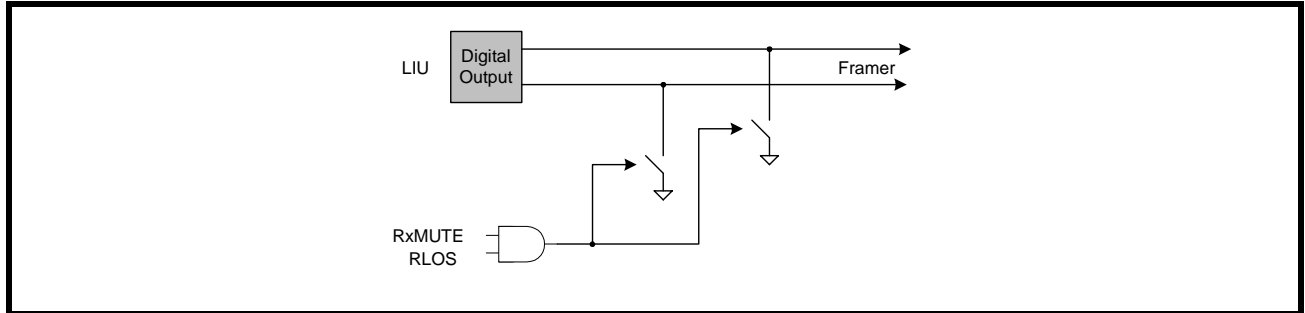 LIU
Digital
Output
Framer
RxMUTE
RLOS